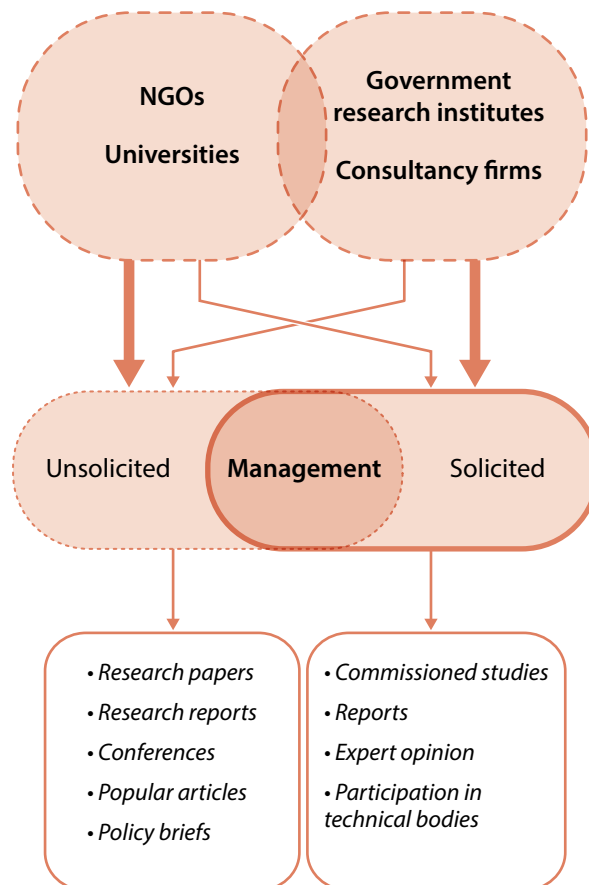 NGOs
Universities
Government
research institutes
Consultancy firms
Unsolicited
Management
Solicited
• Research papers
• Research reports
• Conferences
• Popular articles
• Policy briefs
• Commissioned studies
• Reports
• Expert opinion
• Participation in
technical bodies